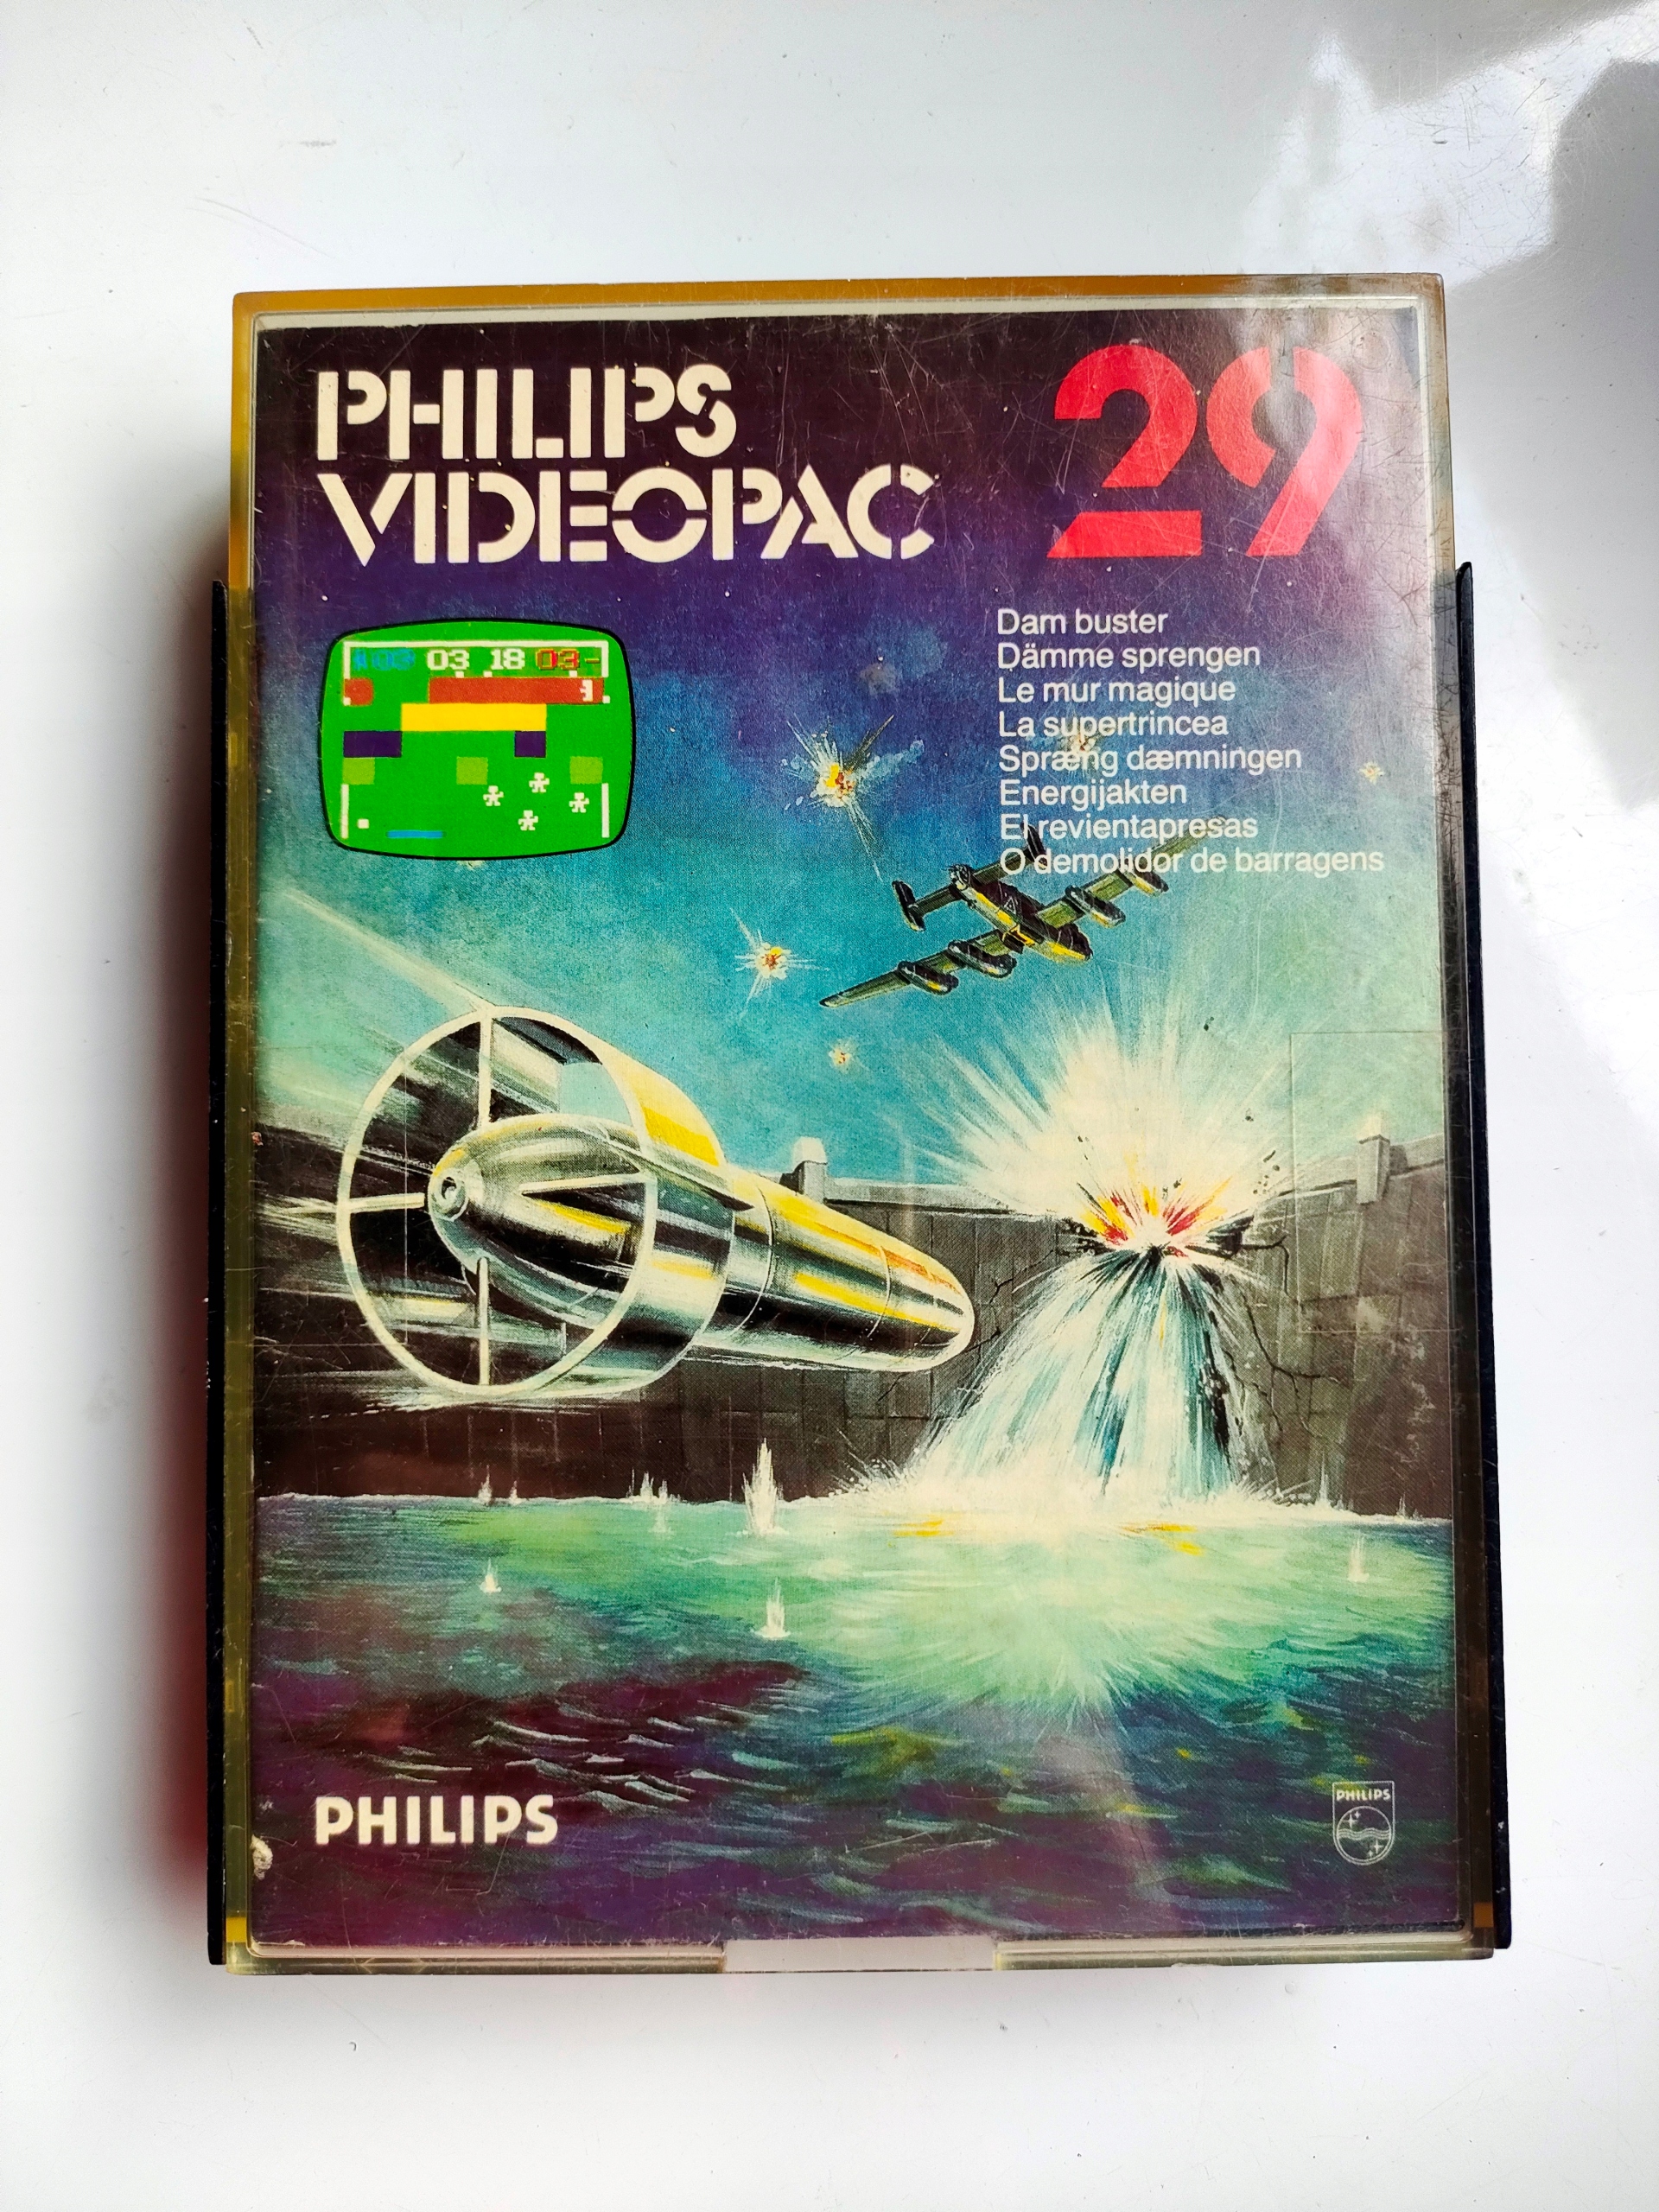 PHILIPS
VIDEOPAC
29
Dam buster
Dämme sprengen
Le mur magique
La supertrincea
Spræng dæmningen
Energijakten
El revientapresas
O demolidor de barragens
03 18 03-
PHILIPS
PHILIPS